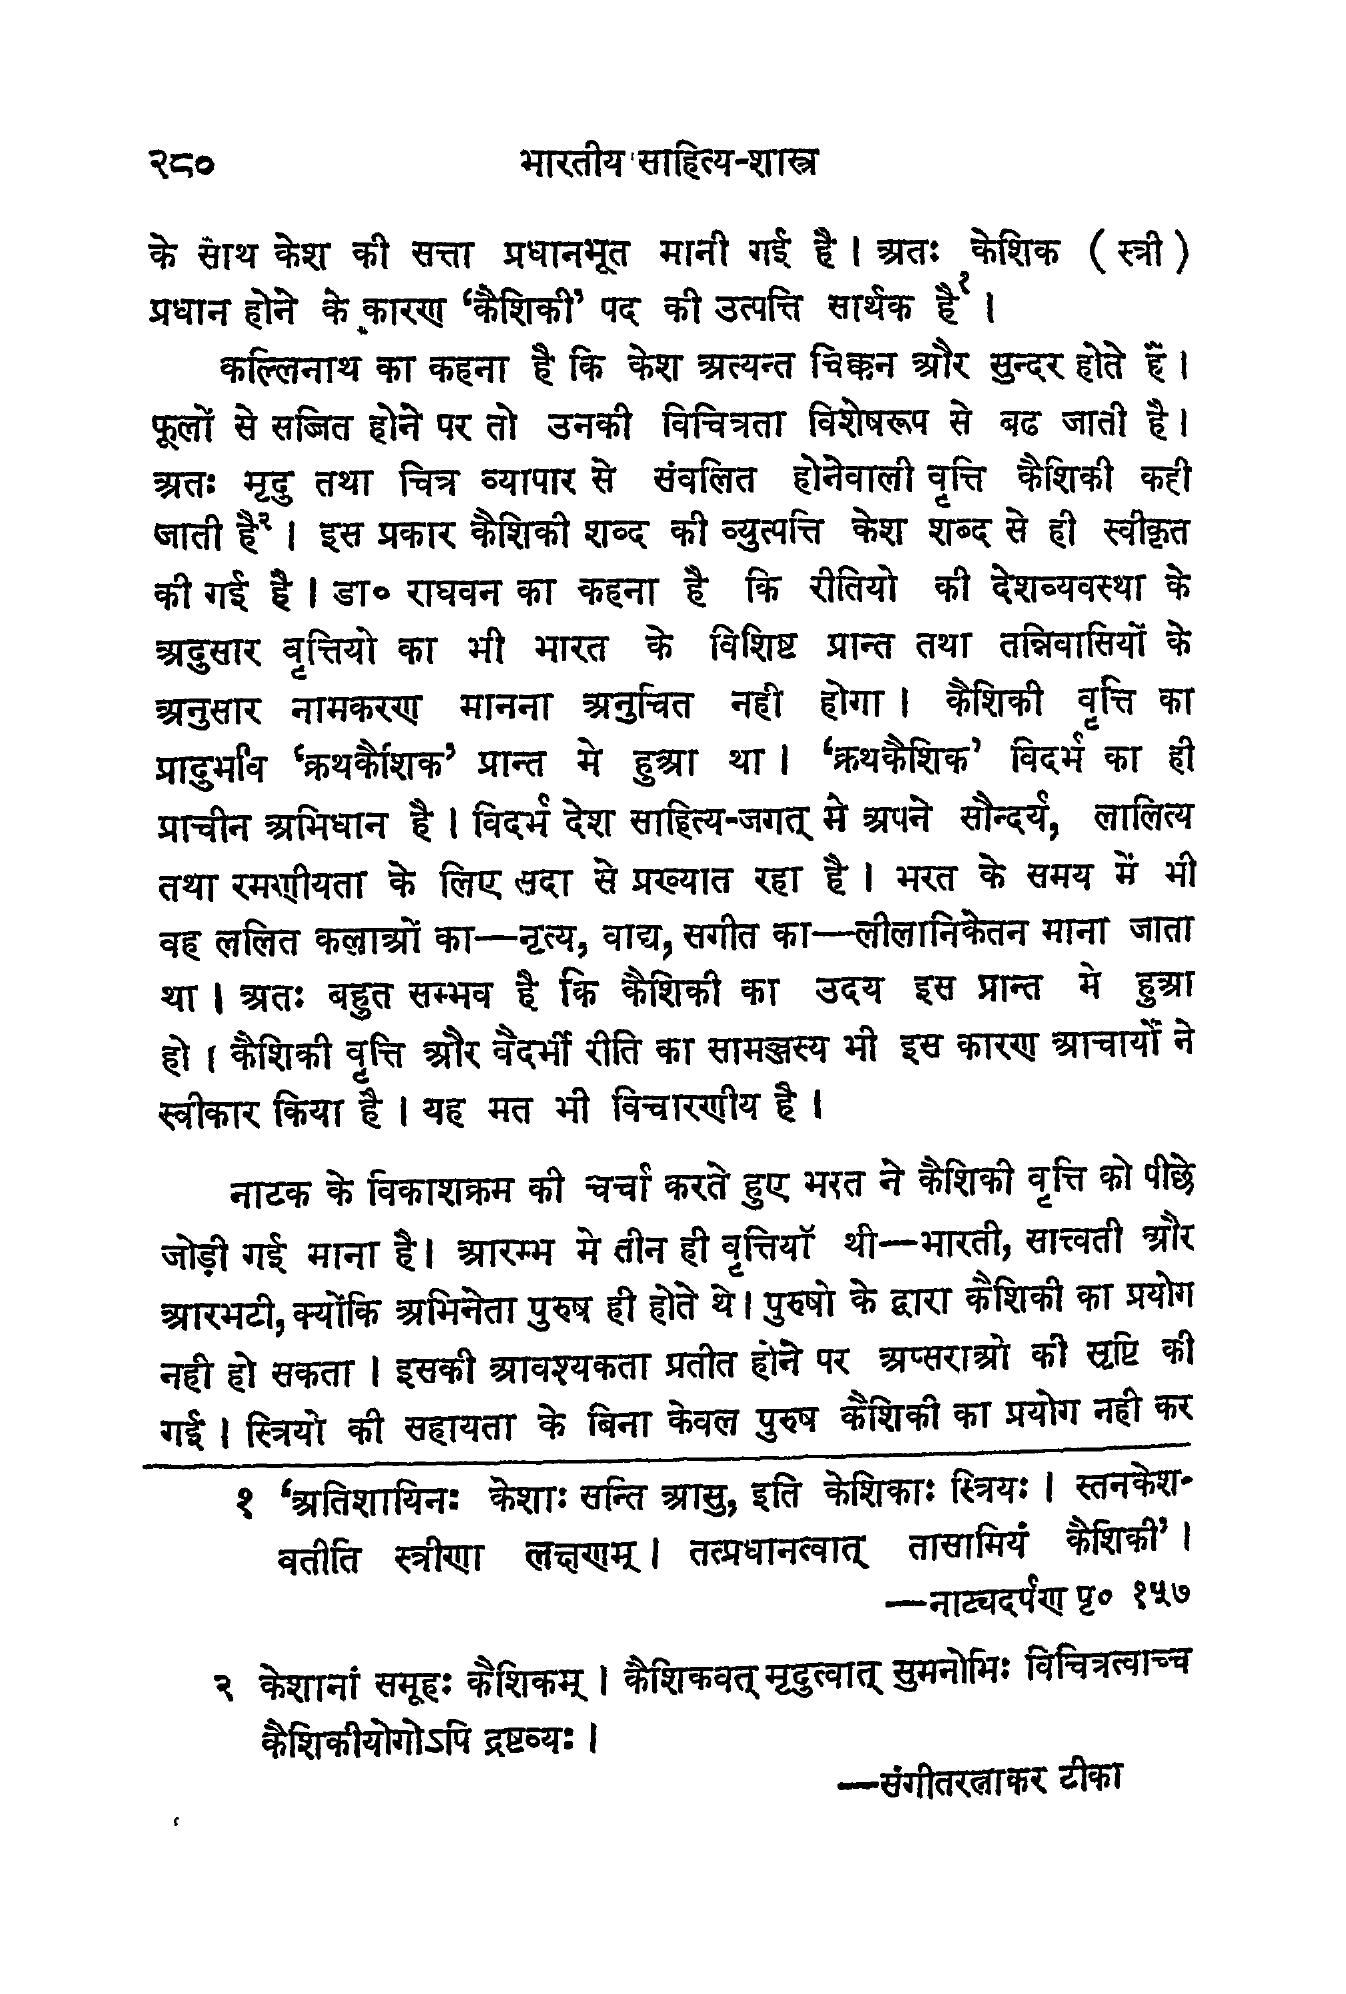 २८०
भारतीय साहित्य-शास्त्र
के साथ केश की सत्ता प्रधानभूत मानी गई है। अतः केशिक (स्त्री)
प्रधान होने के कारण 'कैशिकी' पद की उत्पत्ति सार्थक है१।
कल्लिनाथ का कहना है कि केश अत्यन्त चिक्कन और सुन्दर होते हैं।
फूलों से सज्जित होने पर तो उनकी विचित्रता विशेषरूप से बढ जाती है।
अतः मृदु तथा चित्र व्यापार से संवलित होनेवाली वृत्ति कैशिकी कही
जाती है२। इस प्रकार कैशिकी शब्द की व्युत्पत्ति केश शब्द से ही स्वीकृत
की गई है। डा० राघवन का कहना है कि रीतियो की देशव्यवस्था के
अदुसार वृत्तियो का भी भारत के विशिष्ट प्रान्त तथा तन्निवासियों के
अनुसार नामकरण मानना अनुचित नही होगा। कैशिकी वृत्ति का
प्रादुर्भाव 'क्रथकैशिक' प्रान्त मे हुआ था। 'क्रथकैशिक' विदर्भ का ही
प्राचीन अभिधान है। विदर्भ देश साहित्य-जगत् मे अपने सौन्दर्य, लालित्य
तथा रमणीयता के लिए सदा से प्रख्यात रहा है। भरत के समय में भी
वह ललित कलाओं का—नृत्य, वाद्य, सगीत का—लीलानिकेतन माना जाता
था। अतः बहुत सम्भव है कि कैशिकी का उदय इस प्रान्त मे हुआ
हो। कैशिकी वृत्ति और वैदर्भी रीति का सामञ्जस्य भी इस कारण आचार्यों ने
स्वीकार किया है। यह मत भी विचारणीय है।
नाटक के विकाशक्रम की चर्चा करते हुए भरत ने कैशिकी वृत्ति को पीछे
जोड़ी गई माना है। आरम्भ मे तीन ही वृत्तियॉ थी—भारती, सात्त्वती और
आरभटी, क्योंकि अभिनेता पुरुष ही होते थे। पुरुषो के द्वारा कैशिकी का प्रयोग
नही हो सकता। इसकी आवश्यकता प्रतीत होने पर अप्सराओ की सृष्टि की
गई। स्त्रियो की सहायता के बिना केवल पुरुष कैशिकी का प्रयोग नही कर
१ 'अतिशायिनः केशाः सन्ति आसु, इति केशिकाः स्त्रियः। स्तनकेश-
वतीति स्त्रीणा लक्षणम्। तत्प्रधानत्वात् तासामियं कैशिकी'।
—नाट्यदर्पण पृ० १५७
२ केशानां समूहः कैशिकम्। कैशिकवत् मृदुत्वात् सुमनोभिः विचित्रत्वाच्च
कैशिकीयोगोऽपि द्रष्टव्यः।
—संगीतरत्नाकर टीका